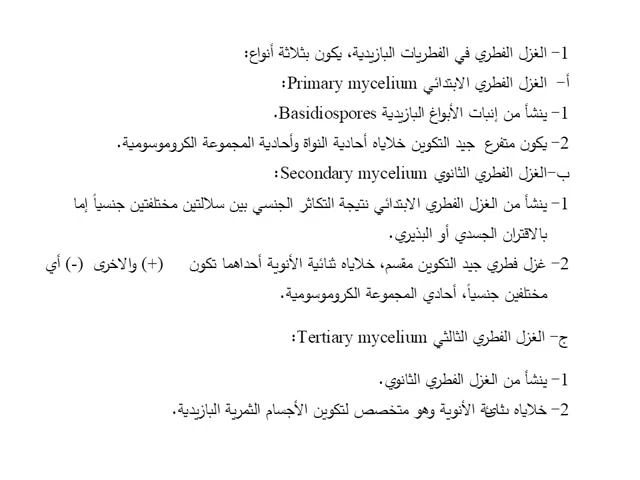 1- الغزل الفطري في الفطريات البازيدية، يكون بثلاثة أنواع:
أ- الغزل الفطري الابتدائي Primary mycelium:
1- ينشأ من إنبات الأبواغ البازيدية Basidiospores.
2- يكون متفرع جيد التكوين خلاياه أحادية النواة وأحادية المجموعة الكروموسومية.
ب- الغزل الفطري الثانوي Secondary mycelium:
1- ينشأ من الغزل الفطري الابتدائي نتيجة التكاثر الجنسي بين سلالتين مختلفتين جنسياً إما
بالاقتران الجسدي أو البذيري.
2- غزل فطري جيد التكوين مقسم، خلاياه ثنائية الأنوية أحداهما تكون (+) والاخرى (-) أي
مختلفين جنسياً، أحادي المجموعة الكروموسومية.
ج- الغزل الفطري الثالثي Tertiary mycelium:
1- ينشأ من الغزل الفطري الثانوي.
2- خلاياه ثنائية الأنوية وهو متخصص لتكوين الأجسام الثمرية البازيدية.